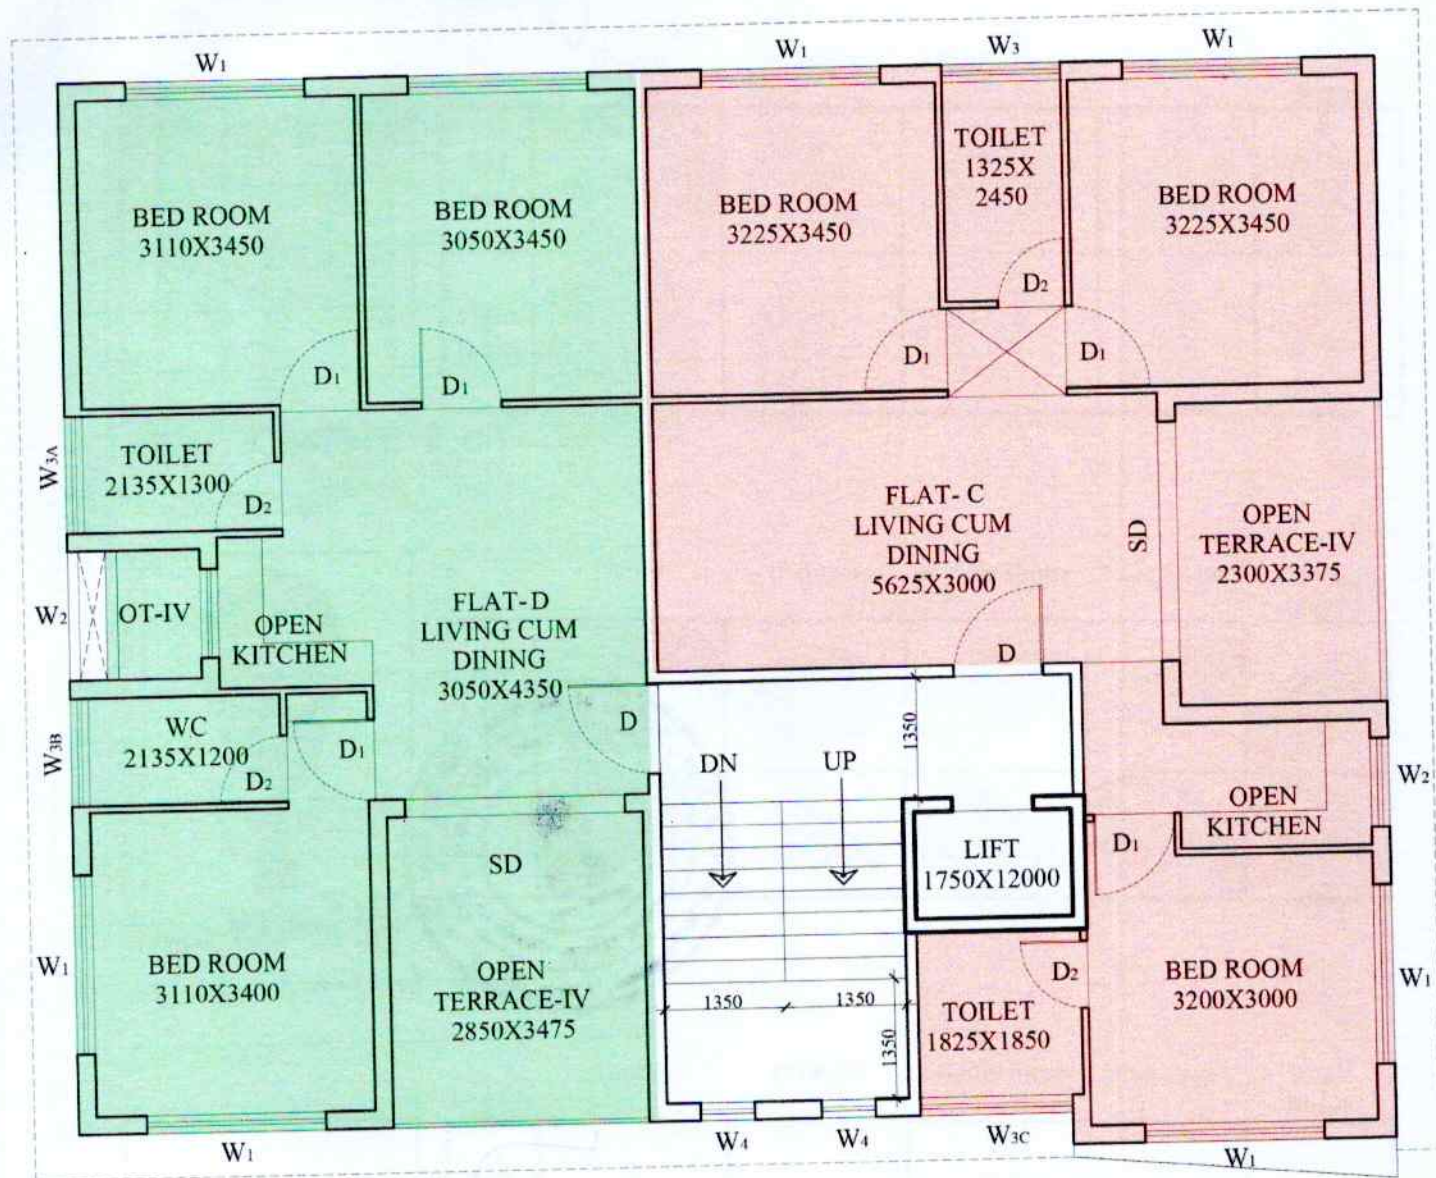 W1
W1
W3
W1
BED ROOM
3110X3450
BED ROOM
3050X3450
BED ROOM
3225X3450
TOILET
1325X
2450
BED ROOM
3225X3450
D2
D1
D1
D1
D1
W3A
TOILET
2135X1300
D2
FLAT- C
LIVING CUM
DINING
5625X3000
SD
OPEN
TERRACE-IV
2300X3375
W2
OT-IV
OPEN
KITCHEN
FLAT-D
LIVING CUM
DINING
3050X4350
D
D
W3B
WC
2135X1200
D2
D1
DN
UP
1350
W2
OPEN
KITCHEN
D1
LIFT
1750X12000
SD
W1
BED ROOM
3110X3400
OPEN
TERRACE-IV
2850X3475
1350
1350
1350
TOILET
1825X1850
D2
BED ROOM
3200X3000
W1
W1
W4
W4
W3C
W1